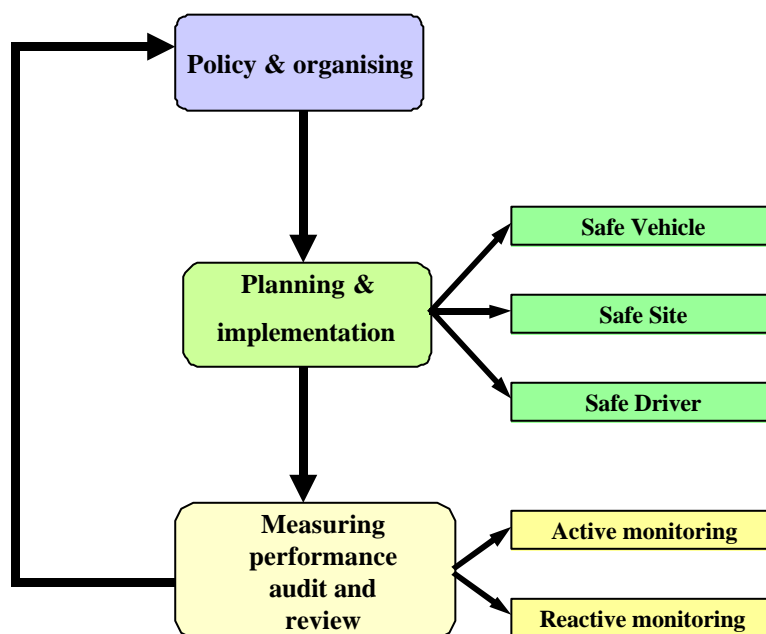 Policy & organising
Planning &
implementation
Safe Vehicle
Safe Site
Safe Driver
Measuring
performance
audit and
review
Active monitoring
Reactive monitoring